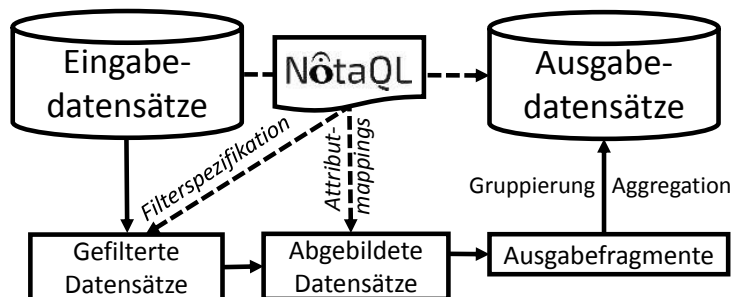 Eingabe-
datensätze
NotaQL
Ausgabe-
datensätze
Filterspezifikation
Attribut-
mappings
Gruppierung
Aggregation
Gefilterte
Datensätze
Abgebildete
Datensätze
Ausgabefragmente